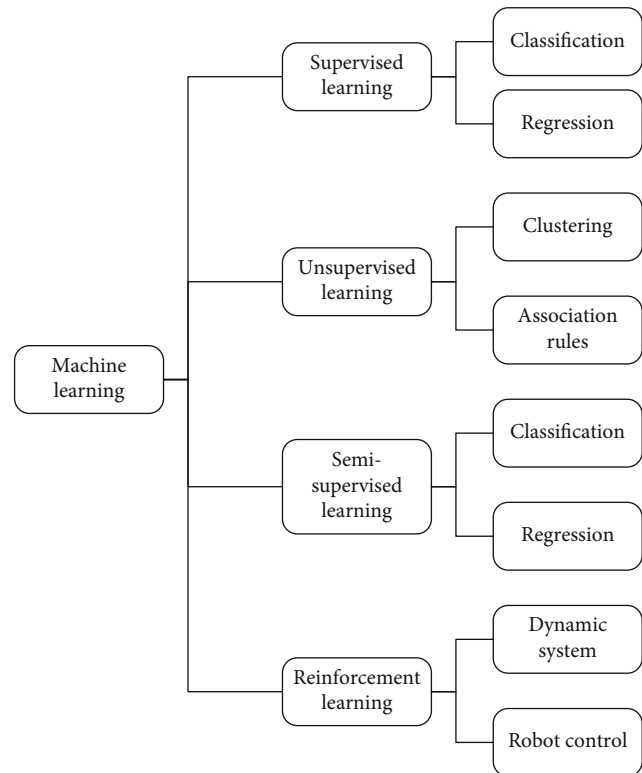 Machine
learning
Supervised
learning
Classification
Regression
Unsupervised
learning
Clustering
Association
rules
Semi-
supervised
learning
Classification
Regression
Reinforcement
learning
Dynamic
system
Robot control